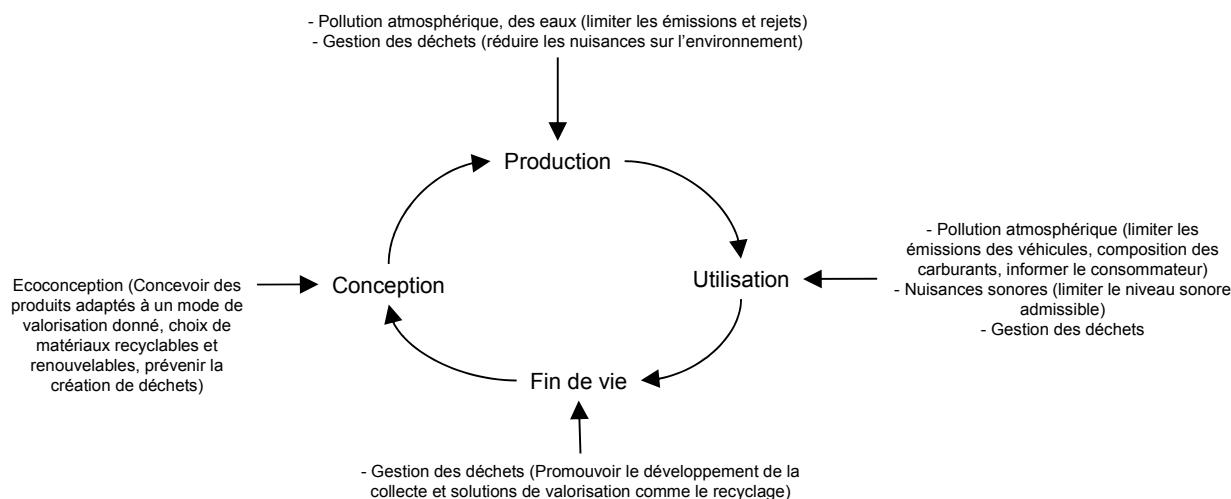 - Pollution atmosphérique, des eaux (limiter les émissions et rejets)
- Gestion des déchets (réduire les nuisances sur l’environnement)
Production
- Pollution atmosphérique (limiter les
émissions des véhicules, composition des
carburants, informer le consommateur)
- Nuisances sonores (limiter le niveau sonore
admissible)
- Gestion des déchets
Utilisation
Ecoconception (Concevoir des
produits adaptés à un mode de
valorisation donné, choix de
matériaux recyclables et
renouvelables, prévenir la
création de déchets)
Conception
Fin de vie
- Gestion des déchets (Promouvoir le développement de la
collecte et solutions de valorisation comme le recyclage)